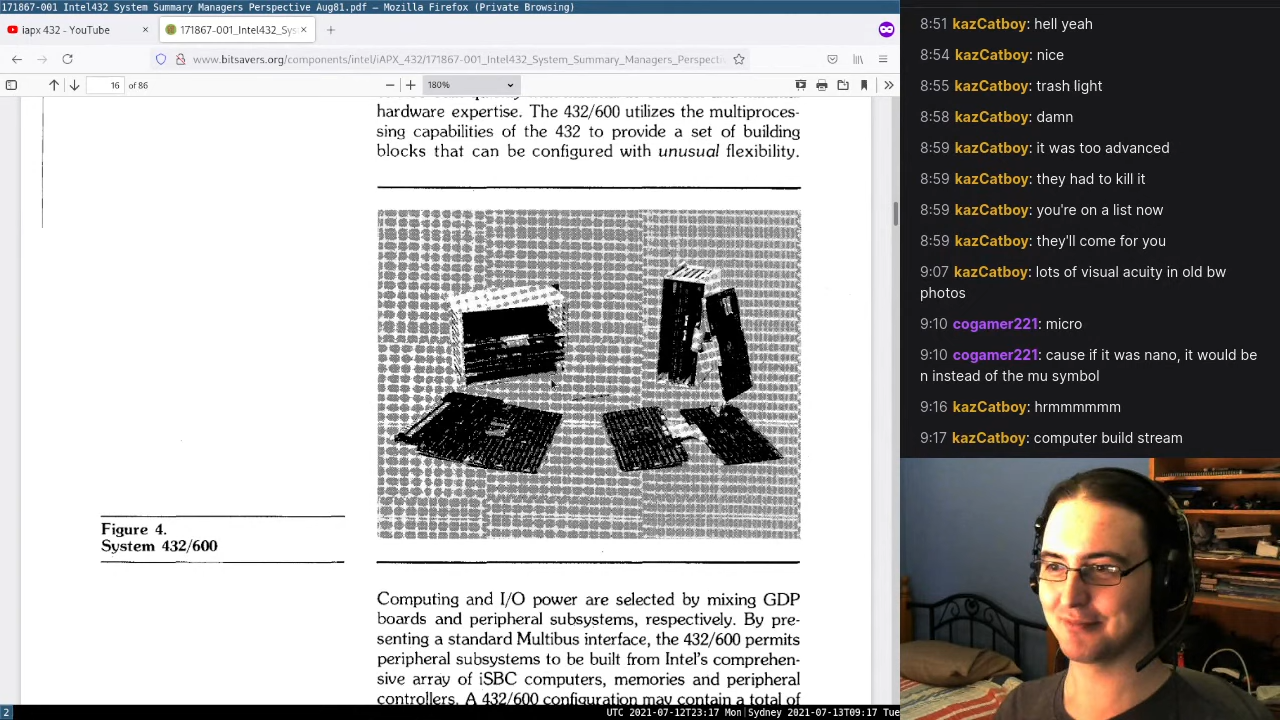 171867-001 Intel432 System Summary Managers Perspective Aug81.pdf — Mozilla Firefox (Private Browsing)
iapx 432 - YouTube
171867-001_Intel432_Sys
www.bitsavers.org/components/intel/iAPX_432/171867-001_Intel432_System_Summary_Managers_Perspecti
16 of 86
180%
hardware expertise. The 432/600 utilizes the multiproces-
sing capabilities of the 432 to provide a set of building
blocks that can be configured with unusual flexibility.
Figure 4.
System 432/600
Computing and I/O power are selected by mixing GDP
boards and peripheral subsystems, respectively. By pre-
senting a standard Multibus interface, the 432/600 permits
peripheral subsystems to be built from Intel's comprehen-
sive array of iSBC computers, memories and peripheral
controllers. A 432/600 configuration may contain a total of
2
UTC 2021-07-12T23:17 Mon|Sydney 2021-07-13T09:17 Tue
8:51 kazCatboy: hell yeah
8:54 kazCatboy: nice
8:55 kazCatboy: trash light
8:58 kazCatboy: damn
8:59 kazCatboy: it was too advanced
8:59 kazCatboy: they had to kill it
8:59 kazCatboy: you're on a list now
8:59 kazCatboy: they'll come for you
9:07 kazCatboy: lots of visual acuity in old bw
photos
9:10 cogamer221: micro
9:10 cogamer221: cause if it was nano, it would be
n instead of the mu symbol
9:16 kazCatboy: hrmmmmmm
9:17 kazCatboy: computer build stream